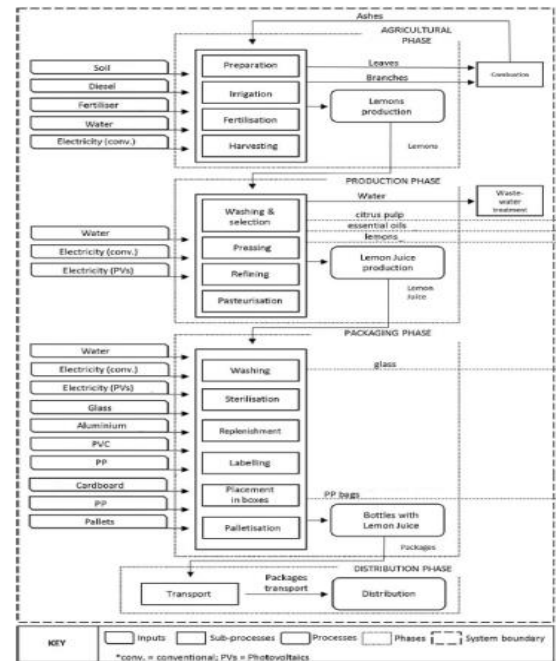 Ashes
AGRICULTURAL
PHASE
Soil
Diesel
Fertiliser
Water
Electricity (conv.)
Preparation
Irrigation
Fertilisation
Harvesting
Leaves
Branches
Combustion
Lemons
production
Lemons
PRODUCTION PHASE
Water
Electricity (conv.)
Electricity (PVs)
Washing &
selection
Pressing
Refining
Pasteurisation
Water
Waste-
water
treatment
citrus pulp
essential oils
lemons
Lemon Juice
production
Lemon
Juice
PACKAGING PHASE
Water
Electricity (conv.)
Electricity (PVs)
Glass
Aluminium
PVC
PP
Cardboard
PP
Pallets
Washing
Sterilisation
Replenishment
Labelling
Placement
in boxes
Palletisation
glass
PP bags
Bottles with
Lemon Juice
Packages
DISTRIBUTION PHASE
Transport
Packages
transport
Distribution
KEY
Inputs
Sub-processes
Processes
Phases
System boundary
*conv. = conventional; PVs = Photovoltaics